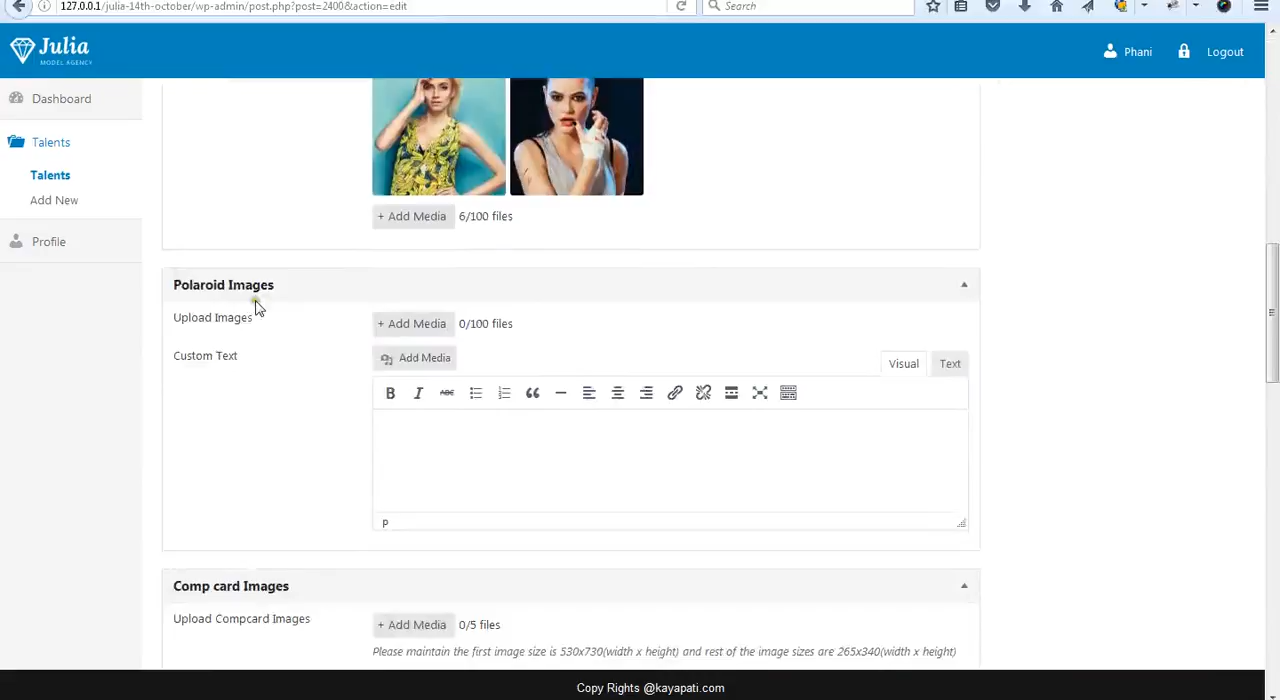 127.0.0.1/julia-14th-october/wp-admin/post.php?post=2400&action=edit
Search
Julia
MODEL AGENCY
Phani
Logout
Dashboard
Talents
Talents
Add New
Profile
+ Add Media 6/100 files
Polaroid Images
Upload Images
+ Add Media 0/100 files
Custom Text
Add Media
Visual
Text
B I ABC
P
Comp card Images
Upload Compcard Images
+ Add Media 0/5 files
Please maintain the first image size is 530x730(width x height) and rest of the image sizes are 265x340(width x height)
Copy Rights @kayapati.com